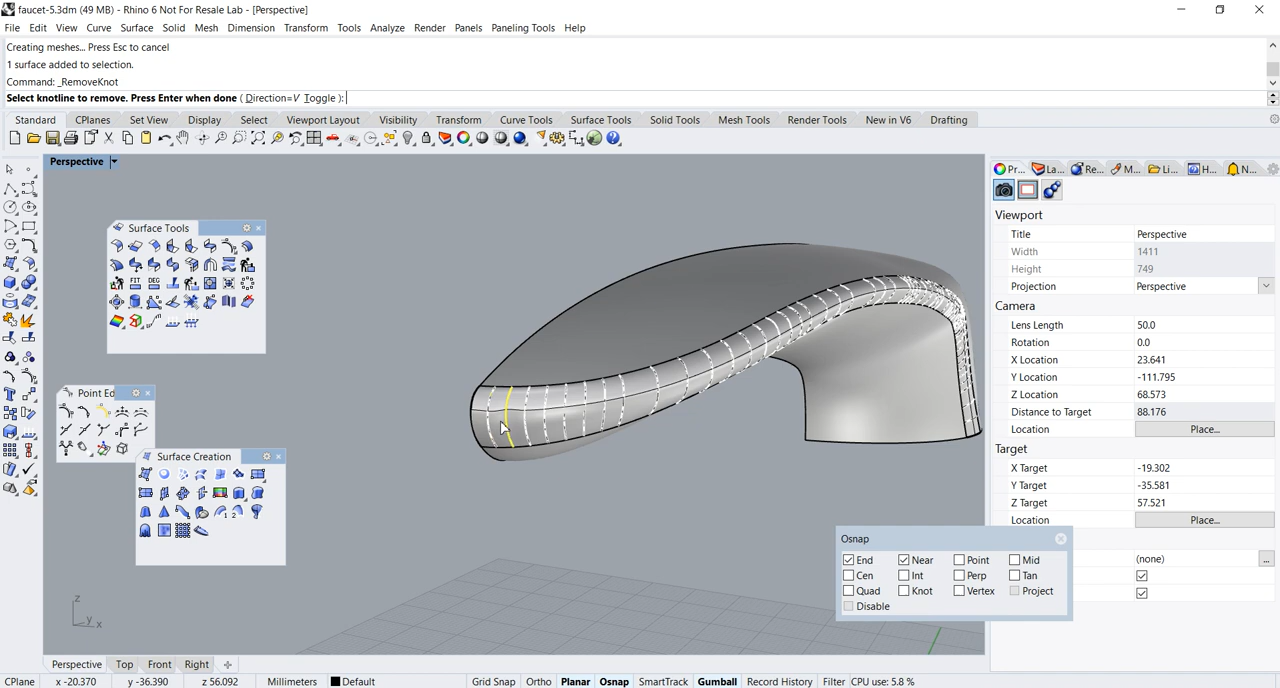 faucet-5.3dm (49 MB) - Rhino 6 Not For Resale Lab - [Perspective]
File Edit View Curve Surface Solid Mesh Dimension Transform Tools Analyze Render Panels Paneling Tools Help
Creating meshes... Press Esc to cancel
1 surface added to selection.
Command: _RemoveKnot
Select knotline to remove. Press Enter when done ( Direction=V Toggle ):
Standard CPlanes Set View Display Select Viewport Layout Visibility Transform Curve Tools Surface Tools Solid Tools Mesh Tools Render Tools New in V6 Drafting
Perspective
Pr... La... Re... M... Li... H... N...
Viewport
Title Perspective
Width 1411
Height 749
Projection Perspective
Camera
Lens Length 50.0
Rotation 0.0
X Location 23.641
Y Location -111.795
Z Location 68.573
Distance to Target 88.176
Location Place...
Target
X Target -19.302
Y Target -35.581
Z Target 57.521
Location Place...
(none) ...
Surface Tools
Point Ed
Surface Creation
Osnap
End Near Point Mid
Cen Int Perp Tan
Quad Knot Vertex Project
Disable
z
y
x
Perspective Top Front Right
CPlane x -20.370 y -36.390 z 56.092 Millimeters Default Grid Snap Ortho Planar Osnap SmartTrack Gumball Record History Filter CPU use: 5.8 %